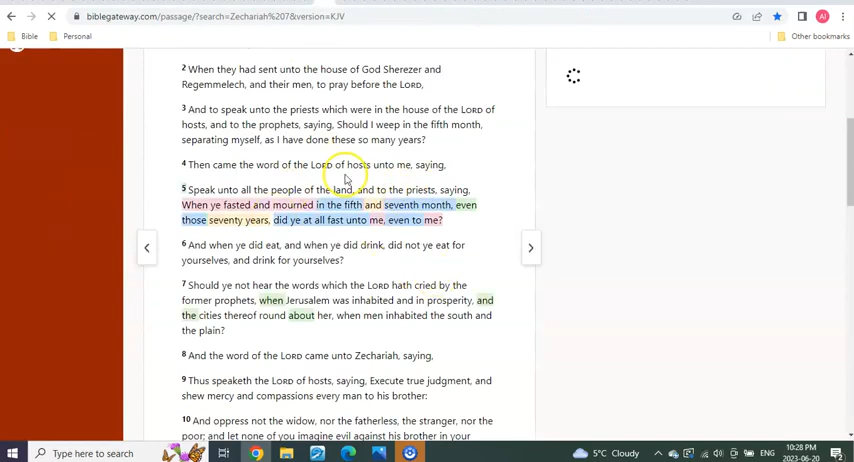 biblegateway.com/passage/?search=Zechariah%207&version=KJV
Bible
Personal
Other bookmarks
2 When they had sent unto the house of God Sherezer and
Regemmelech, and their men, to pray before the LORD,
3 And to speak unto the priests which were in the house of the LORD of
hosts, and to the prophets, saying, Should I weep in the fifth month,
separating myself, as I have done these so many years?
4 Then came the word of the LORD of hosts unto me, saying,
5 Speak unto all the people of the land, and to the priests, saying,
When ye fasted and mourned in the fifth and seventh month, even
those seventy years, did ye at all fast unto me, even to me?
6 And when ye did eat, and when ye did drink, did not ye eat for
yourselves, and drink for yourselves?
7 Should ye not hear the words which the LORD hath cried by the
former prophets, when Jerusalem was inhabited and in prosperity, and
the cities thereof round about her, when men inhabited the south and
the plain?
8 And the word of the LORD came unto Zechariah, saying,
9 Thus speaketh the LORD of hosts, saying, Execute true judgment, and
shew mercy and compassions every man to his brother:
10 And oppress not the widow, nor the fatherless, the stranger, nor the
poor; and let none of you imagine evil against his brother in your
Type here to search
5°C Cloudy
ENG
10:28 PM
2023-06-20